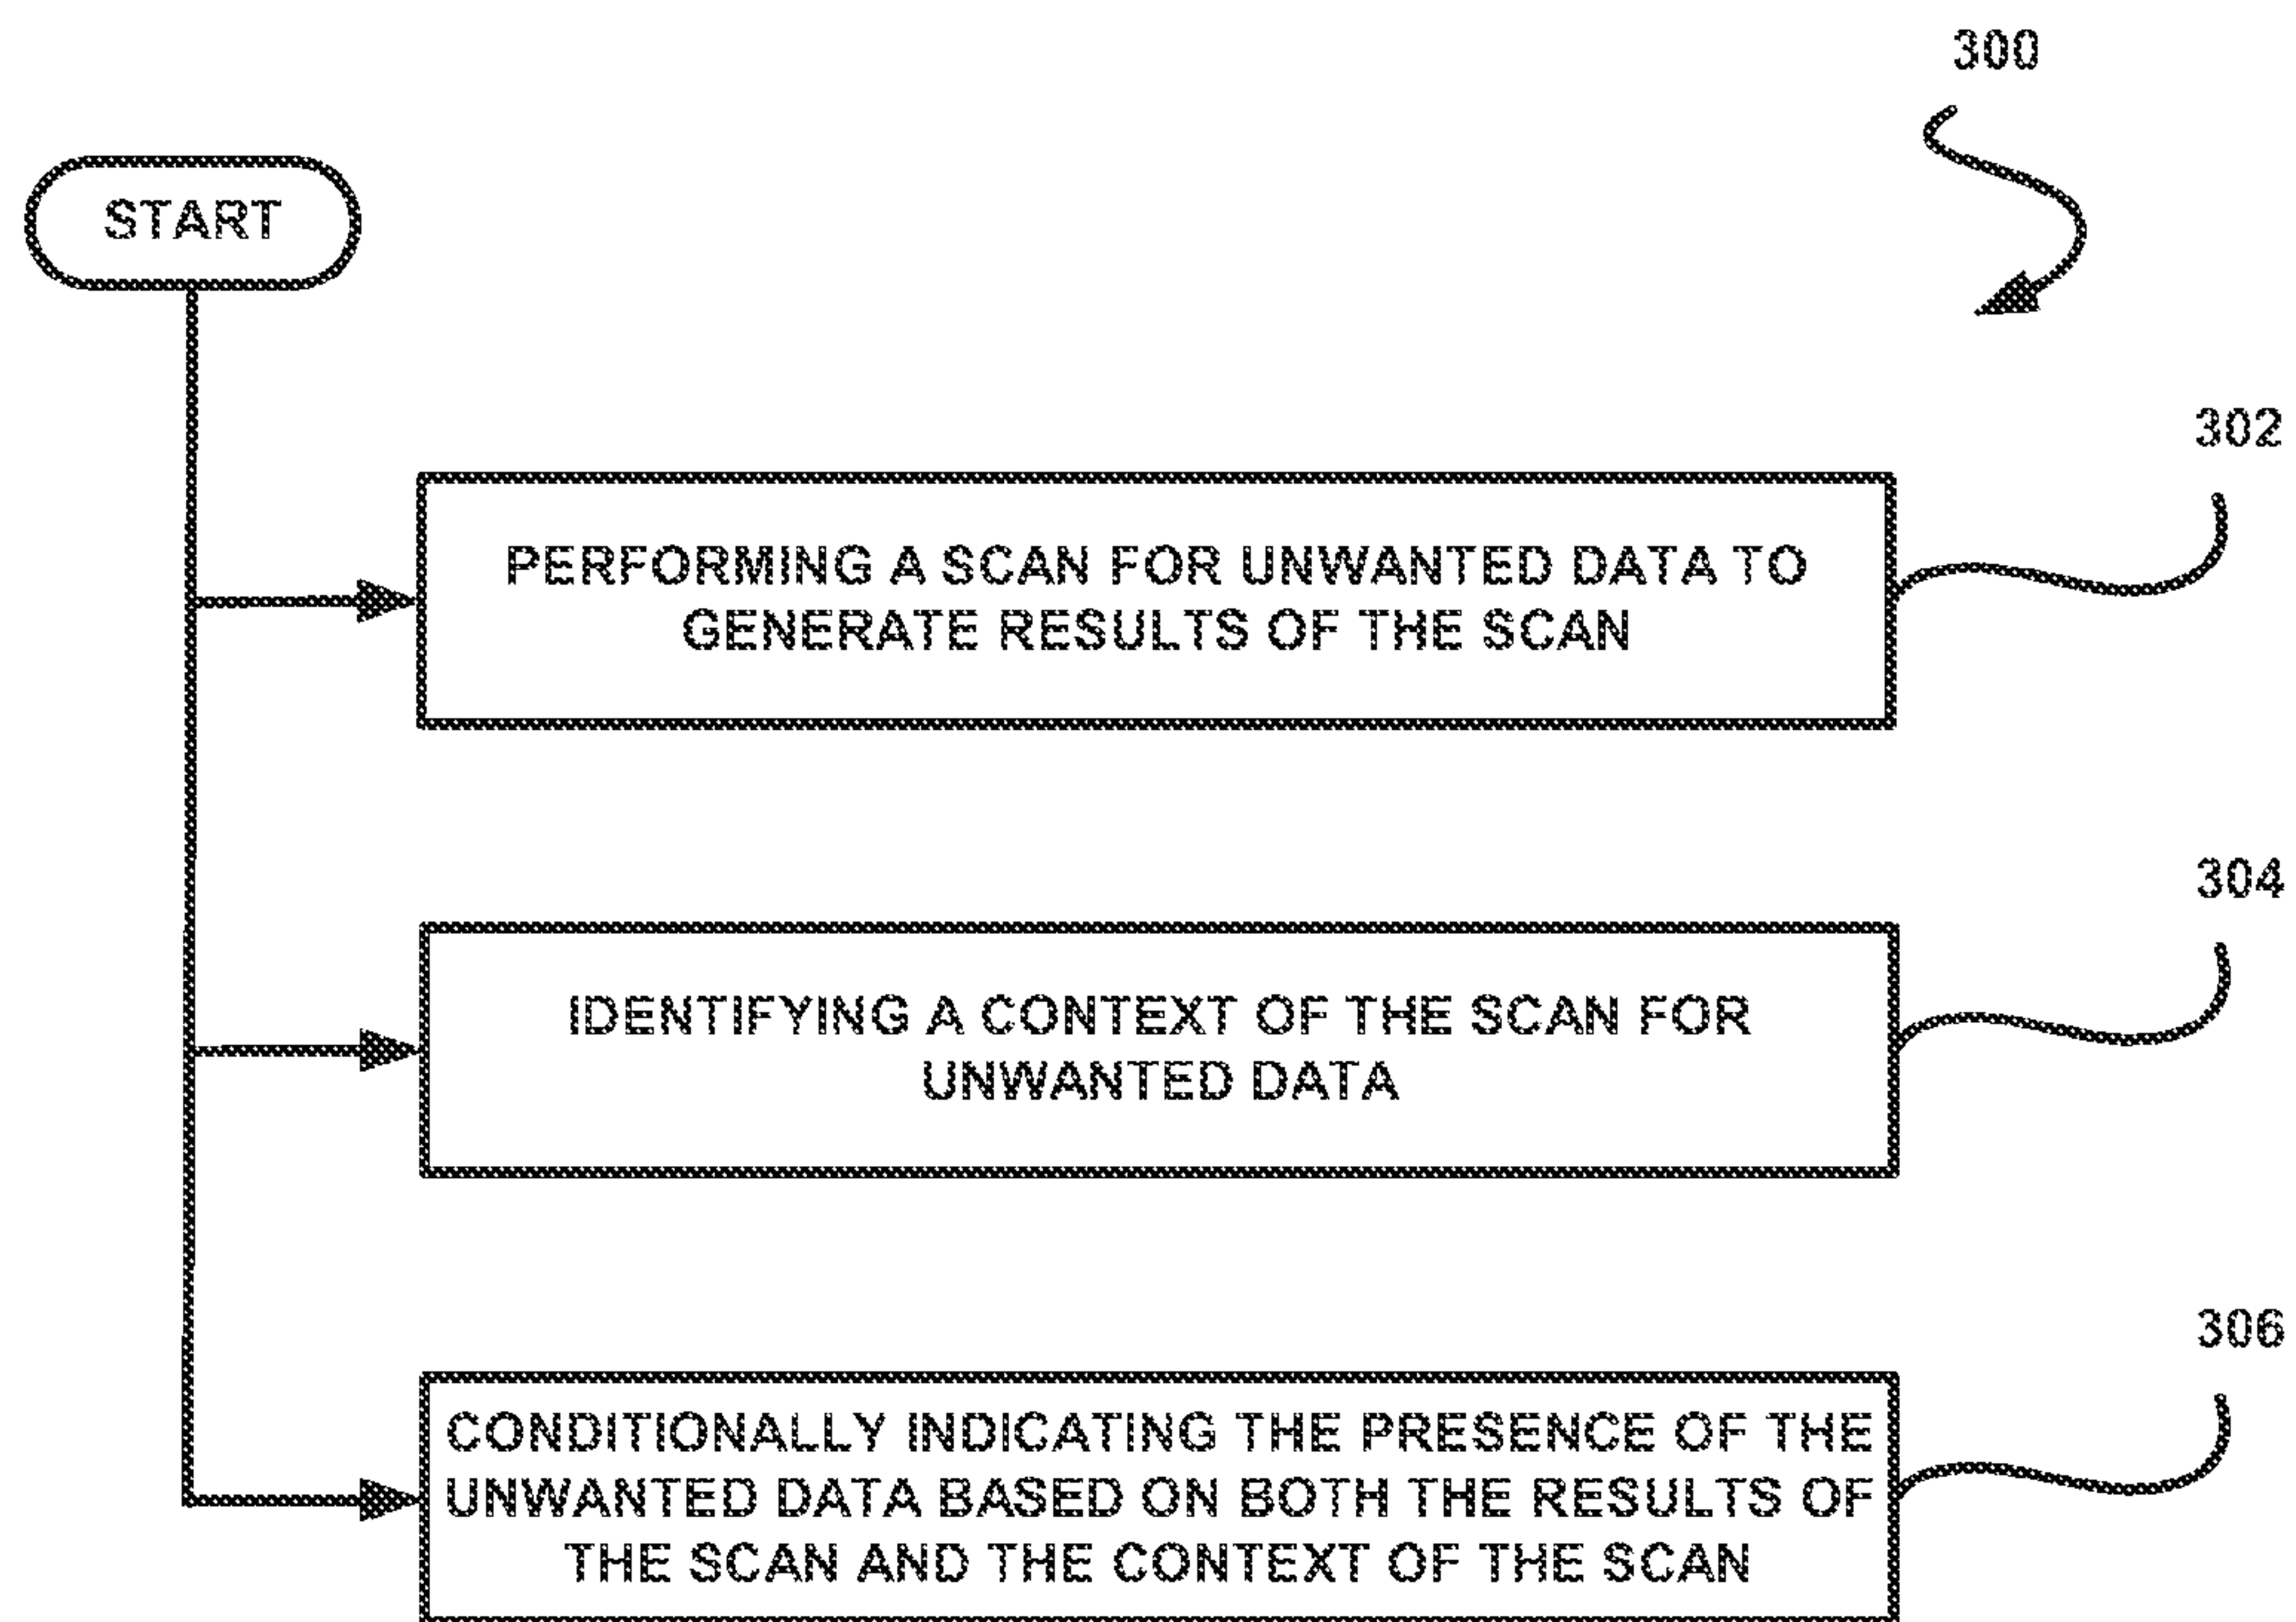 300
START
302
PERFORMING A SCAN FOR UNWANTED DATA TO
GENERATE RESULTS OF THE SCAN
304
IDENTIFYING A CONTEXT OF THE SCAN FOR
UNWANTED DATA
306
CONDITIONALLY INDICATING THE PRESENCE OF THE
UNWANTED DATA BASED ON BOTH THE RESULTS OF
THE SCAN AND THE CONTEXT OF THE SCAN